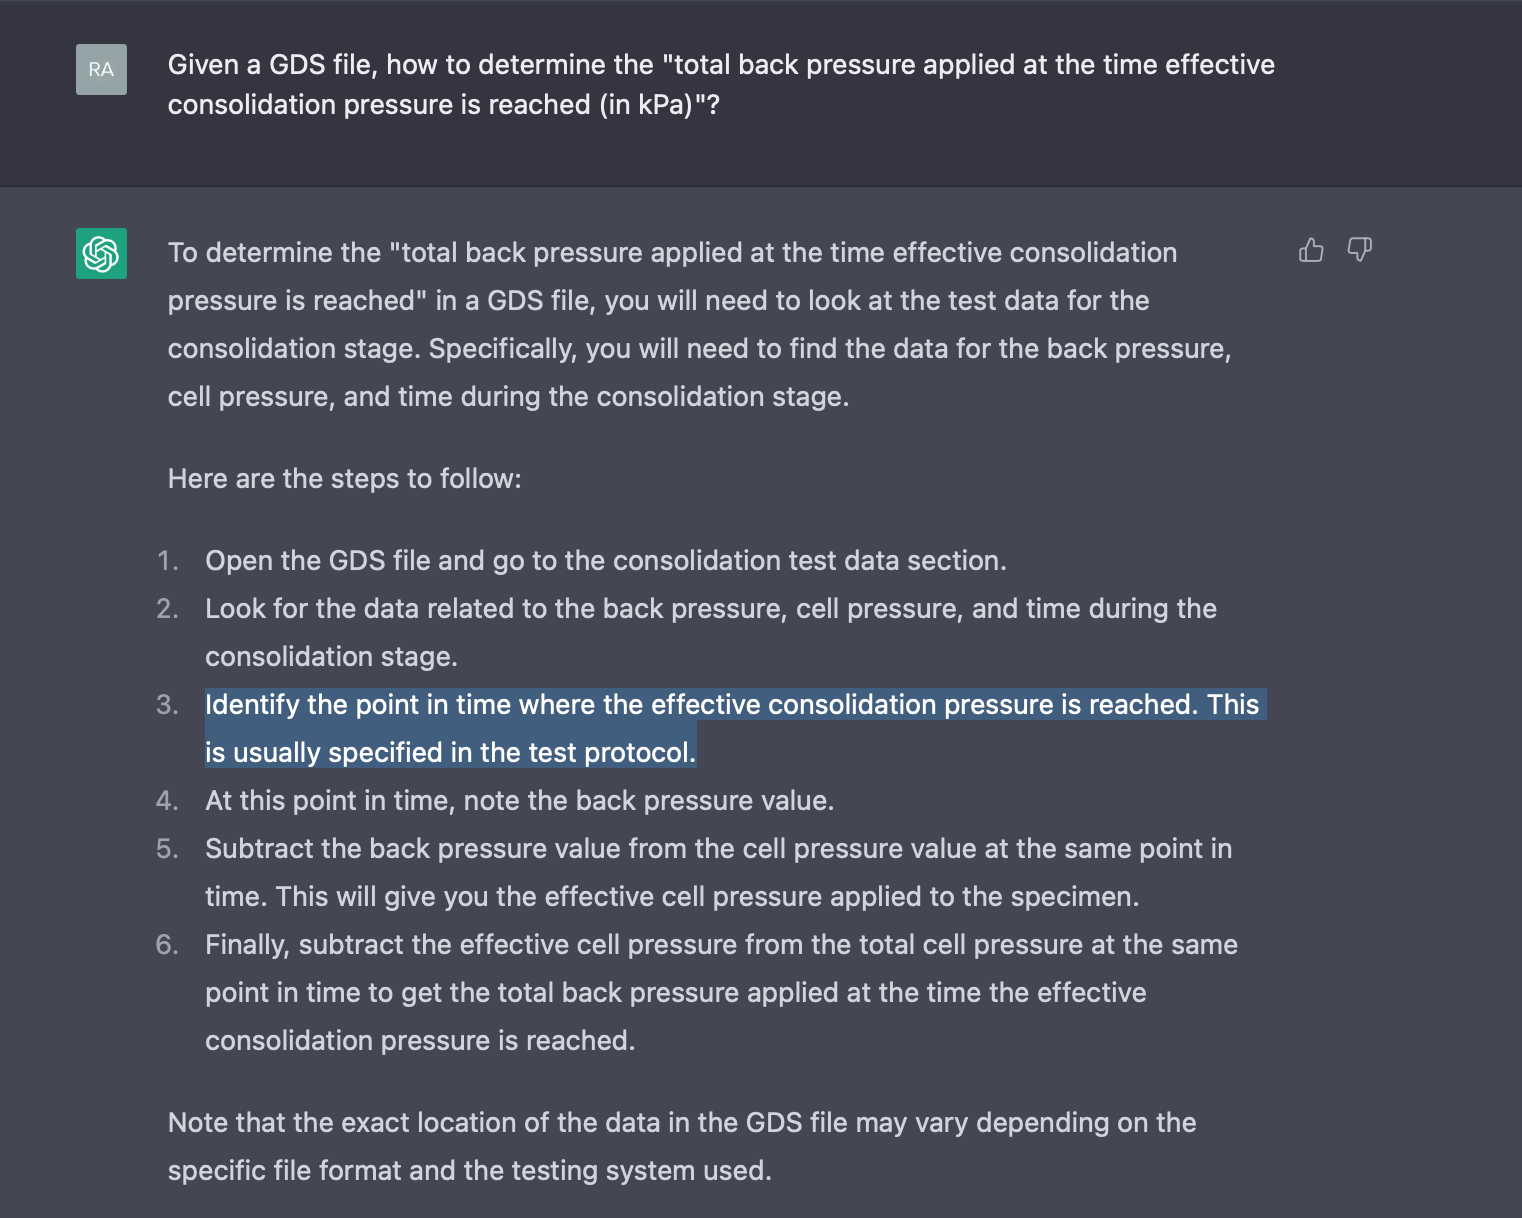 RA
Given a GDS file, how to determine the "total back pressure applied at the time effective
consolidation pressure is reached (in kPa)"?
To determine the "total back pressure applied at the time effective consolidation
pressure is reached" in a GDS file, you will need to look at the test data for the
consolidation stage. Specifically, you will need to find the data for the back pressure,
cell pressure, and time during the consolidation stage.
Here are the steps to follow:
1. Open the GDS file and go to the consolidation test data section.
2. Look for the data related to the back pressure, cell pressure, and time during the
consolidation stage.
3. Identify the point in time where the effective consolidation pressure is reached. This
is usually specified in the test protocol.
4. At this point in time, note the back pressure value.
5. Subtract the back pressure value from the cell pressure value at the same point in
time. This will give you the effective cell pressure applied to the specimen.
6. Finally, subtract the effective cell pressure from the total cell pressure at the same
point in time to get the total back pressure applied at the time the effective
consolidation pressure is reached.
Note that the exact location of the data in the GDS file may vary depending on the
specific file format and the testing system used.